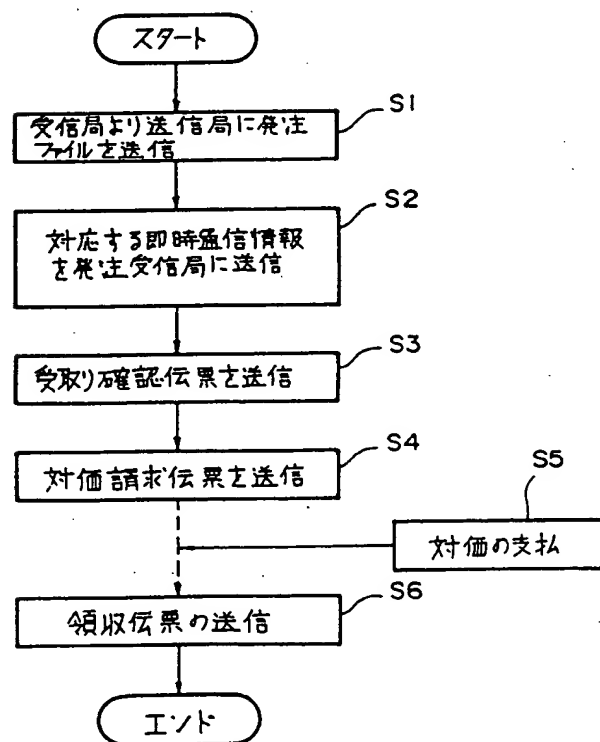 スタート
S1
受信局より送信局に発注
ファイルを送信
S2
対応する即時通信情報
を発注受信局に送信
S3
受取り確認伝票を送信
S4
対価請求伝票を送信
S5
対価の支払
S6
領収伝票の送信
エンド